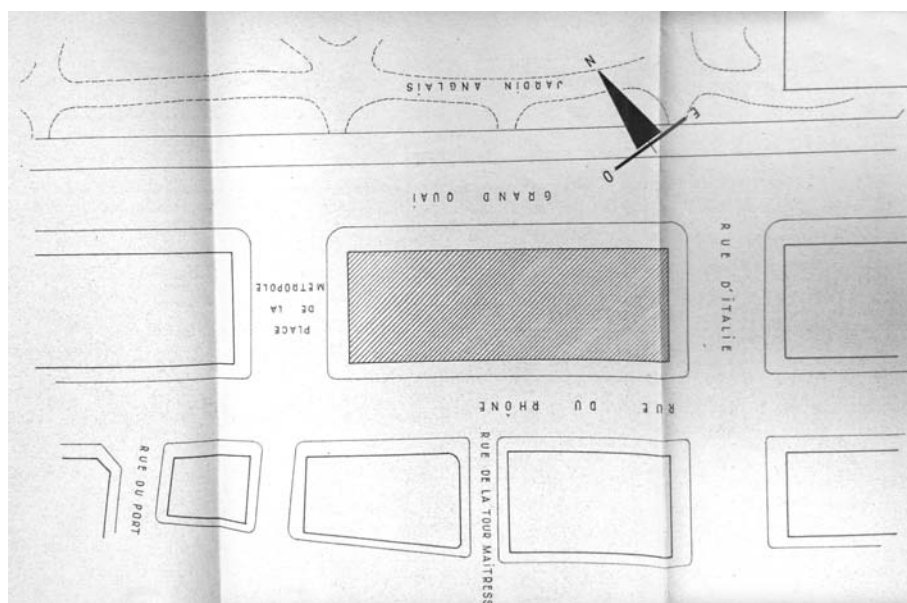 JARDIN ANGLAIS
N
E
O
GRAND QUAI
RUE D'ITALIE
PLACE
DE LA
METROPOLE
RUE DU RHÔNE
RUE DU PORT
RUE DE LA TOUR MAÎTRESS